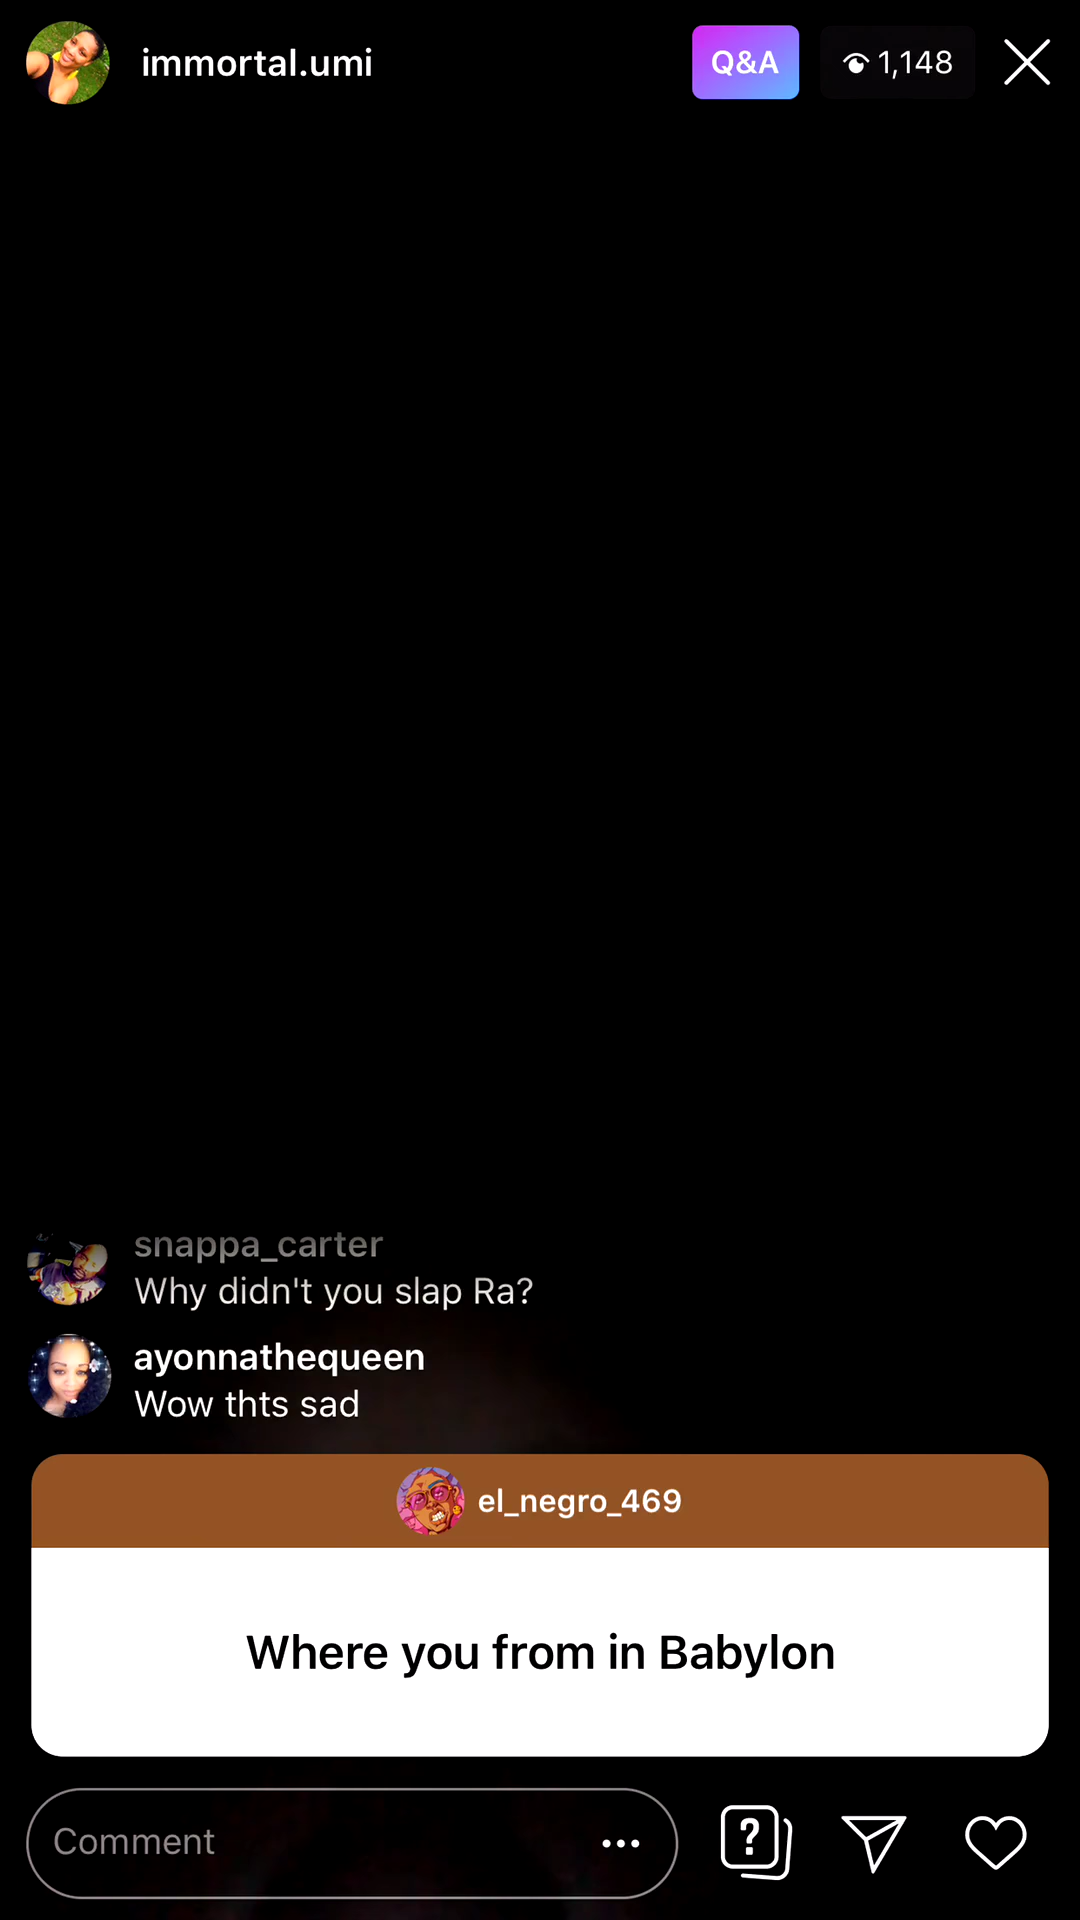 immortal.umi
Q&A
1,148
snappa_carter
Why didn't you slap Ra?
ayonnathequeen
Wow thts sad
el_negro_469
Where you from in Babylon
Comment